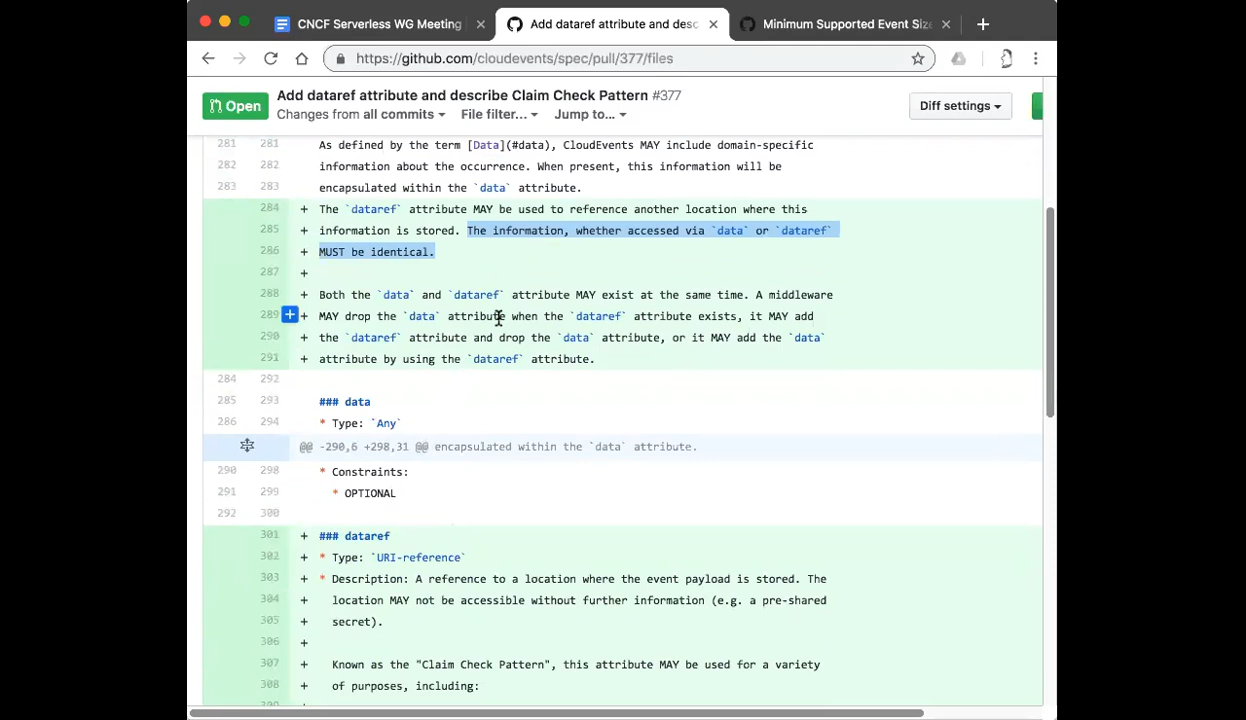 CNCF Serverless WG Meeting
Add dataref attribute and desc
Minimum Supported Event Size
https://github.com/cloudevents/spec/pull/377/files
Open
Add dataref attribute and describe Claim Check Pattern #377
Changes from all commits
File filter...
Jump to...
Diff settings
281 281 As defined by the term [Data](#data), CloudEvents MAY include domain-specific
282 282 information about the occurrence. When present, this information will be
283 283 encapsulated within the `data` attribute.
284 + The `dataref` attribute MAY be used to reference another location where this
285 + information is stored. The information, whether accessed via `data` or `dataref`
286 + MUST be identical.
287 +
288 + Both the `data` and `dataref` attribute MAY exist at the same time. A middleware
289 + MAY drop the `data` attribute when the `dataref` attribute exists, it MAY add
290 + the `dataref` attribute and drop the `data` attribute, or it MAY add the `data`
291 + attribute by using the `dataref` attribute.
284 292
285 293 ### data
286 294 * Type: `Any`
@@ -290,6 +298,31 @@ encapsulated within the `data` attribute.
290 298 * Constraints:
291 299 * OPTIONAL
292 300
301 + ### dataref
302 + * Type: `URI-reference`
303 + * Description: A reference to a location where the event payload is stored. The
304 + location MAY not be accessible without further information (e.g. a pre-shared
305 + secret).
306 +
307 + Known as the "Claim Check Pattern", this attribute MAY be used for a variety
308 + of purposes, including: